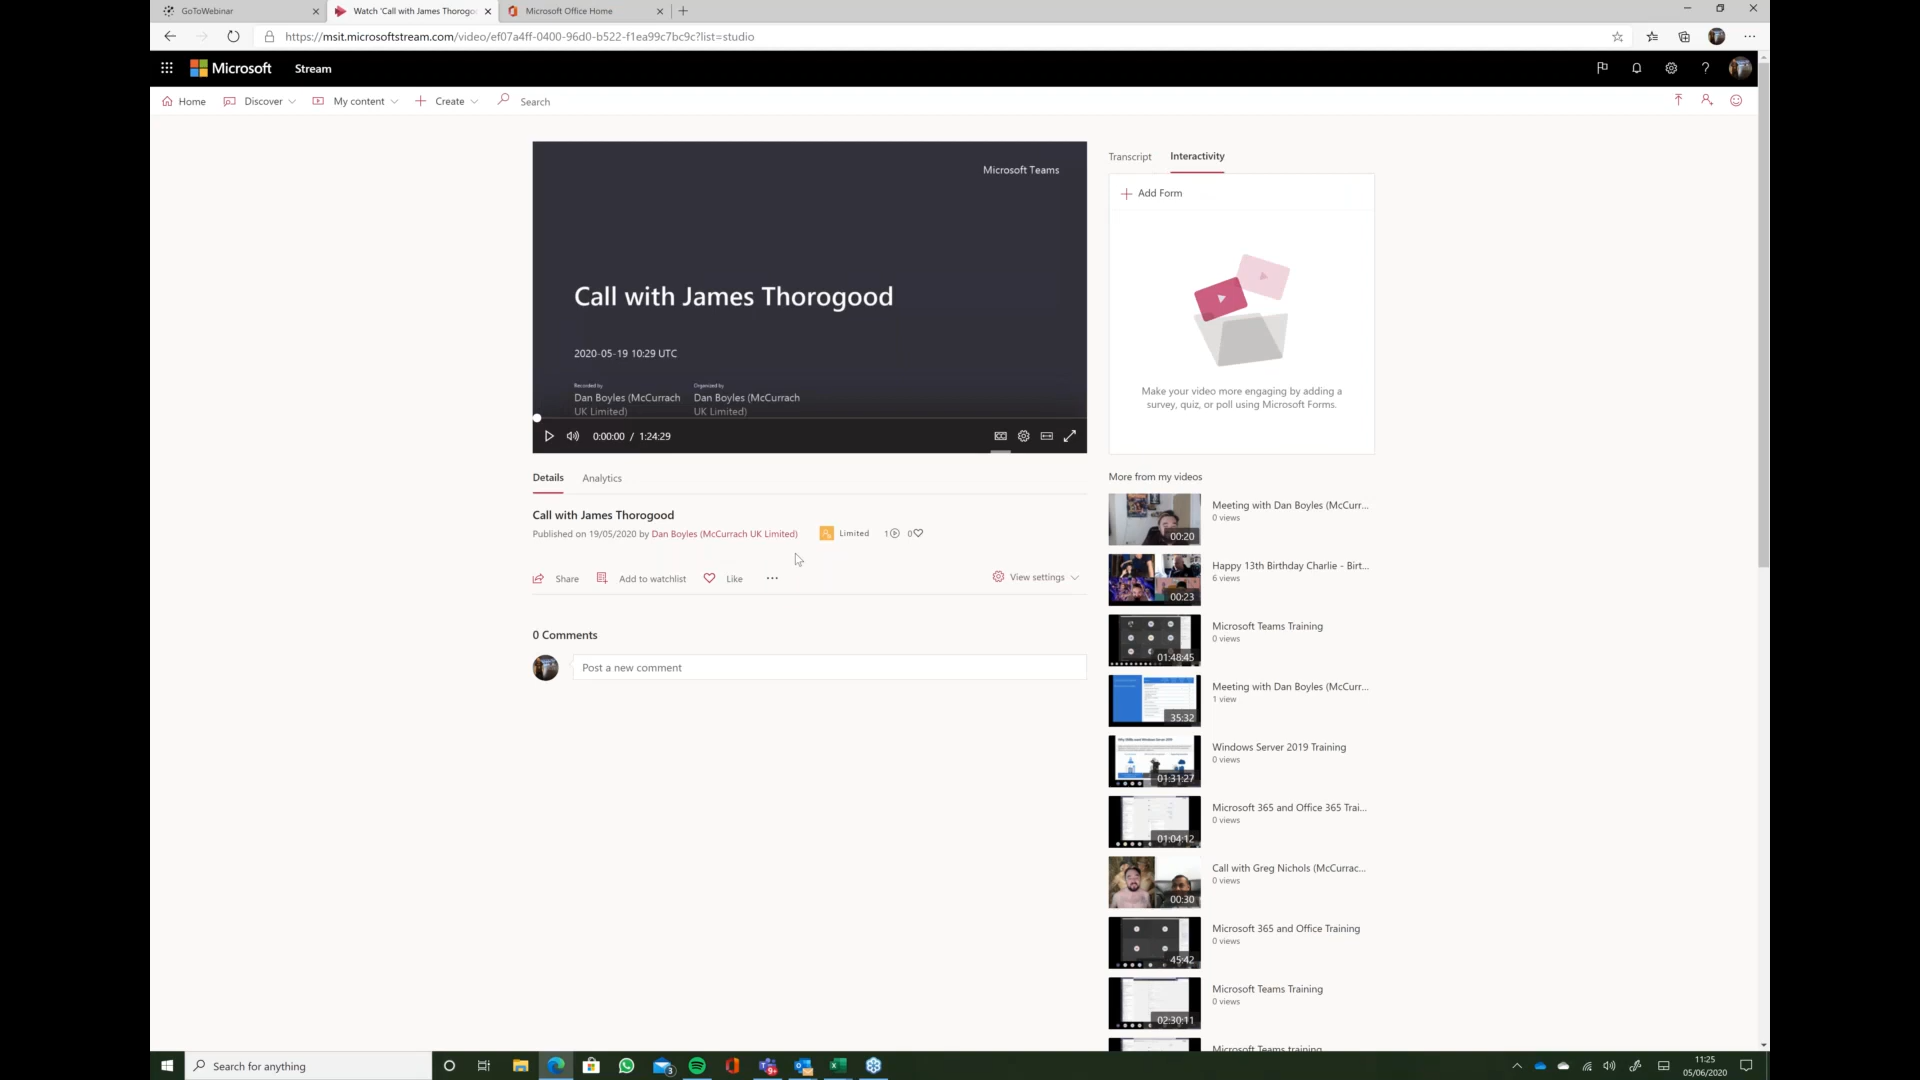 GoToWebinar
Watch 'Call with James Thorogo
Microsoft Office Home
https://msit.microsoftstream.com/video/ef07a4ff-0400-96d0-b522-f1ea99c7bc9c?list=studio
Microsoft
Stream
Home
Discover
My content
Create
Search
Microsoft Teams
Call with James Thorogood
2020-05-19 10:29 UTC
Recorded by
Organized by
Dan Boyles (McCurrach
UK Limited)
Dan Boyles (McCurrach
UK Limited)
0:00:00 / 1:24:29
Transcript
Interactivity
Add Form
Make your video more engaging by adding a
survey, quiz, or poll using Microsoft Forms.
Details
Analytics
Call with James Thorogood
Published on 19/05/2020 by Dan Boyles (McCurrach UK Limited)
Limited
1
0
Share
Add to watchlist
Like
View settings
0 Comments
Post a new comment
More from my videos
00:20
Meeting with Dan Boyles (McCurr...
0 views
00:23
Happy 13th Birthday Charlie - Birt...
6 views
01:48:45
Microsoft Teams Training
0 views
35:32
Meeting with Dan Boyles (McCurr...
1 view
01:31:27
Windows Server 2019 Training
0 views
01:04:12
Microsoft 365 and Office 365 Trai...
0 views
00:30
Call with Greg Nichols (McCurrac...
0 views
45:42
Microsoft 365 and Office Training
0 views
02:30:11
Microsoft Teams Training
0 views
Microsoft Teams training
Search for anything
11:25
05/06/2020